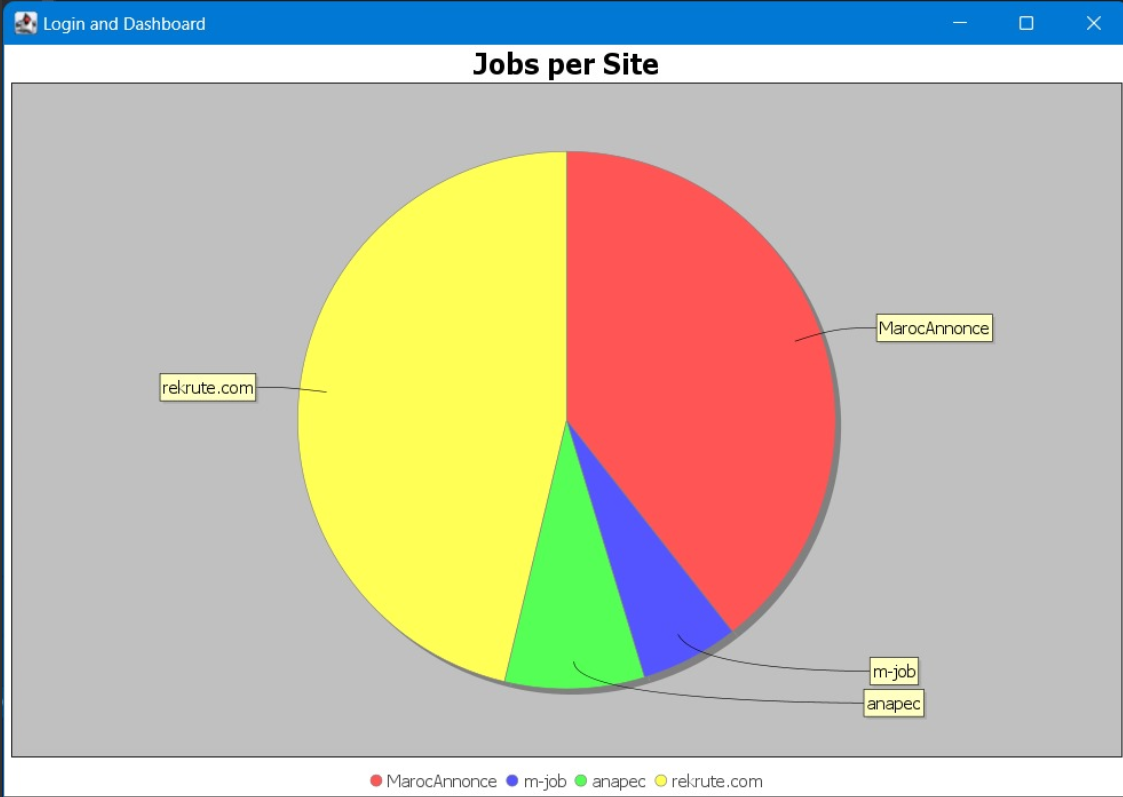 Login and Dashboard
Jobs per Site
MarocAnnonce
rekrute.com
m-job
anapec
MarocAnnonce m-job anapec rekrute.com